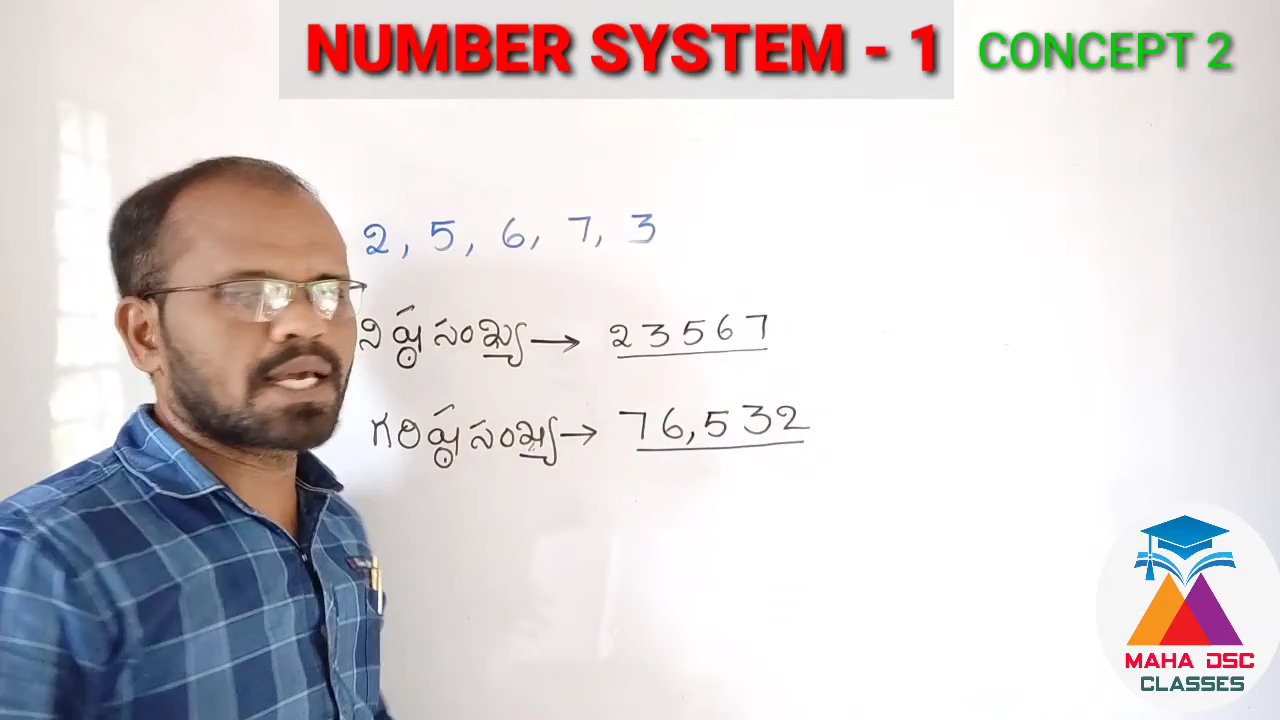 NUMBER SYSTEM - 1
CONCEPT 2
2, 5, 6, 7, 3
నిష్ఠ సంఖ్య → 23567
గరిష్ఠ సంఖ్య → 76,532
MAHA DSC
CLASSES